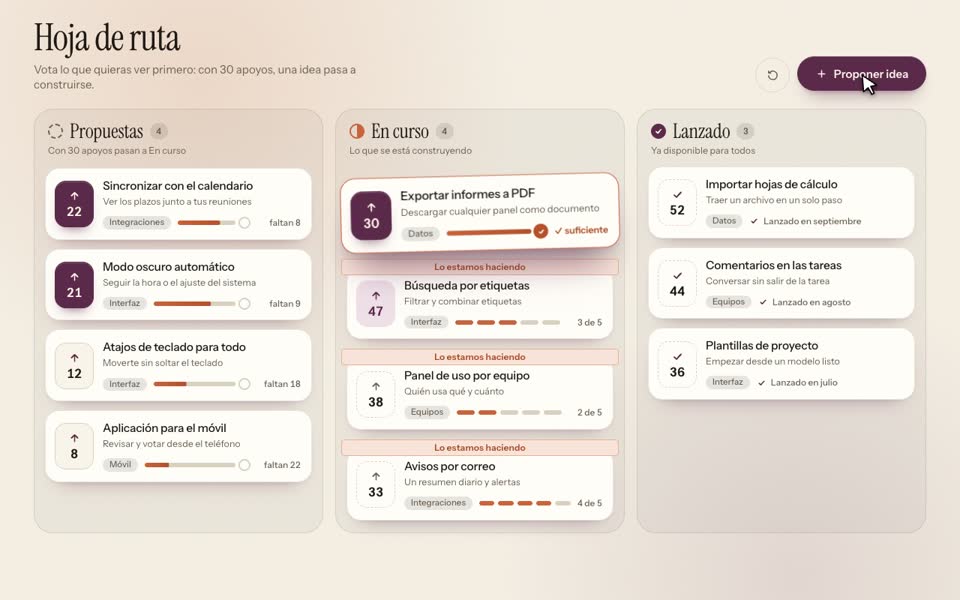 Hoja de ruta
Vota lo que quieras ver primero: con 30 apoyos, una idea pasa a
construirse.
Proponer idea
Propuestas 4
Con 30 apoyos pasan a En curso
22
Sincronizar con el calendario
Ver los plazos junto a tus reuniones
Integraciones
faltan 8
21
Modo oscuro automático
Seguir la hora o el ajuste del sistema
Interfaz
faltan 9
12
Atajos de teclado para todo
Moverte sin soltar el teclado
Interfaz
faltan 18
8
Aplicación para el móvil
Revisar y votar desde el teléfono
Móvil
faltan 22
En curso 4
Lo que se está construyendo
30
Exportar informes a PDF
Descargar cualquier panel como documento
Datos
suficiente
Lo estamos haciendo
47
Búsqueda por etiquetas
Filtrar y combinar etiquetas
Interfaz
3 de 5
Lo estamos haciendo
38
Panel de uso por equipo
Quién usa qué y cuánto
Equipos
2 de 5
Lo estamos haciendo
33
Avisos por correo
Un resumen diario y alertas
Integraciones
4 de 5
Lanzado 3
Ya disponible para todos
52
Importar hojas de cálculo
Traer un archivo en un solo paso
Datos
Lanzado en septiembre
44
Comentarios en las tareas
Conversar sin salir de la tarea
Equipos
Lanzado en agosto
36
Plantillas de proyecto
Empezar desde un modelo listo
Interfaz
Lanzado en julio